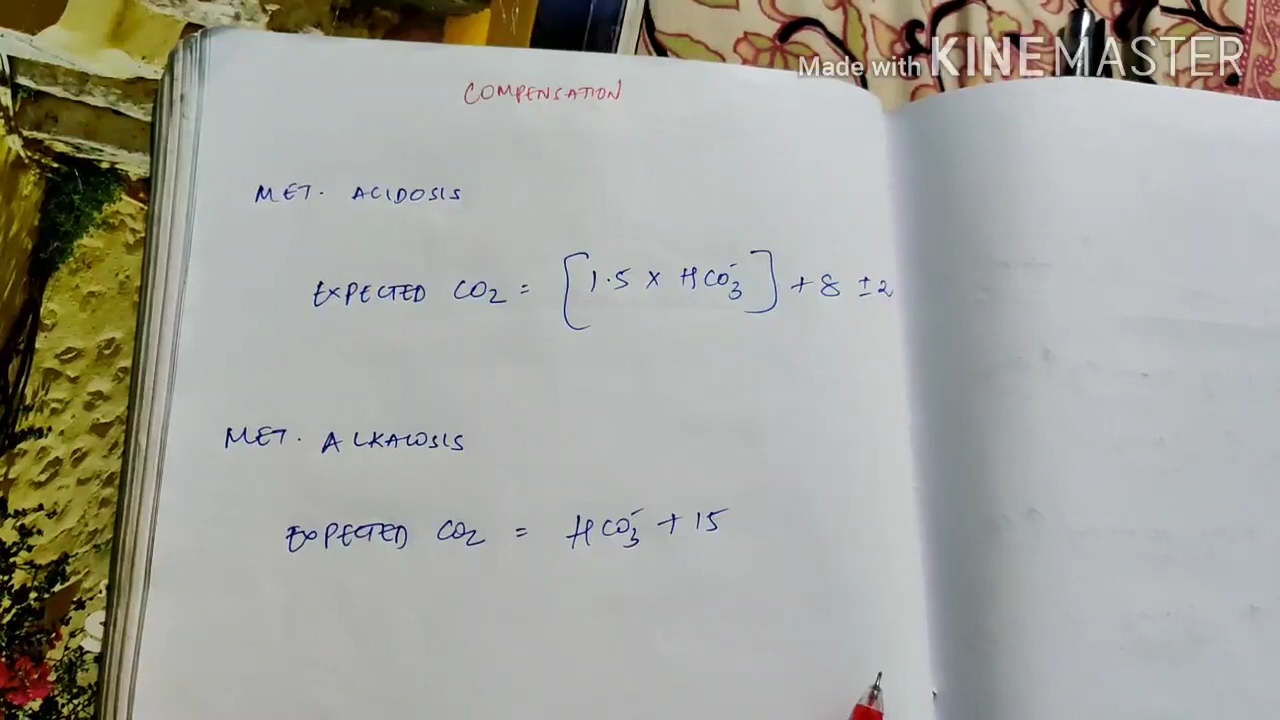 Made with KINEMASTER
COMPENSATION
MET. ACIDOSIS
EXPECTED CO2 = [1.5 x HCO3-] + 8 ± 2
MET. ALKALOSIS
EXPECTED CO2 = HCO3- + 15